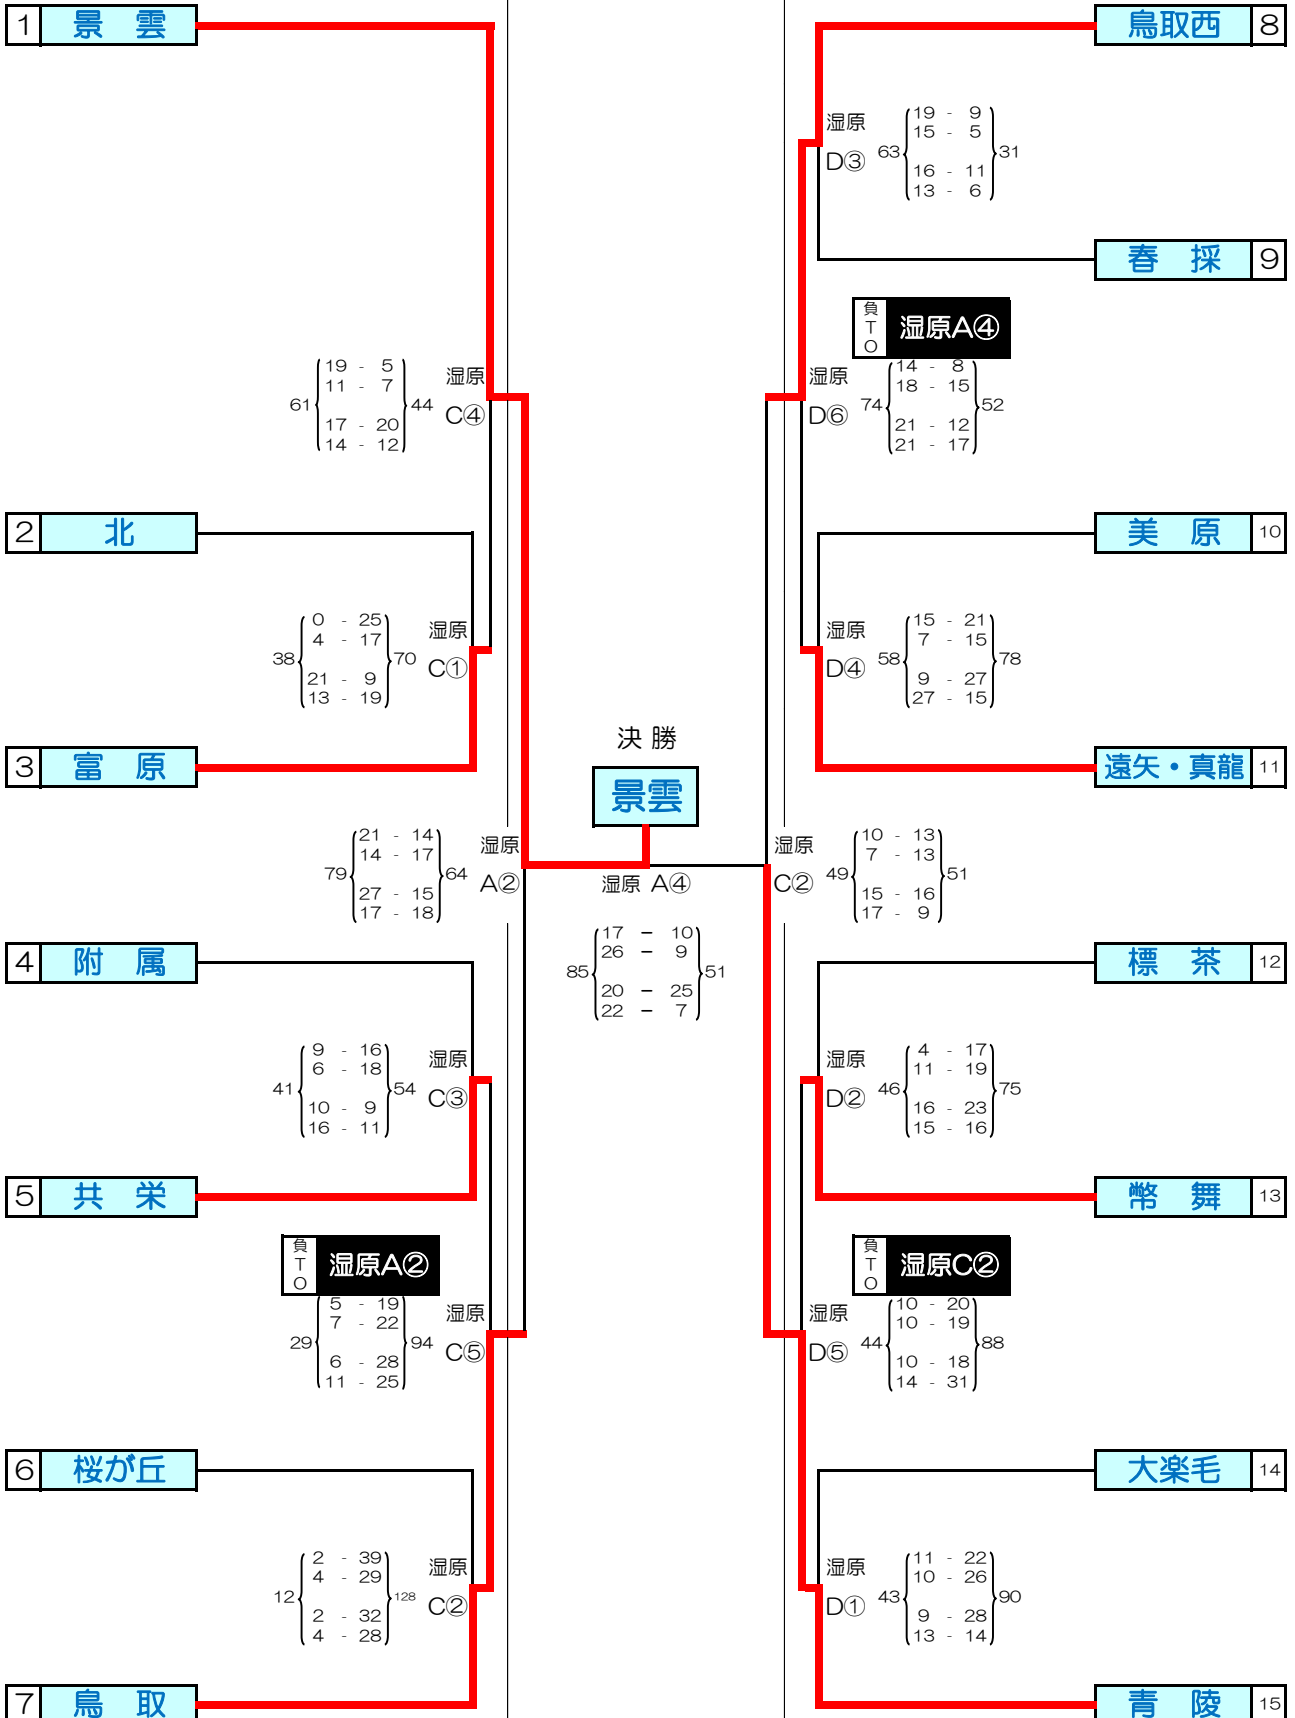 1 景 雲
鳥取西 8
湿原
D③
63
19 - 9
15 - 5
16 - 11
13 - 6
31
春 採 9
負TO 湿原A④
61
19 - 5
11 - 7
17 - 20
14 - 12
44
湿原
C④
湿原
D⑥
74
14 - 8
18 - 15
21 - 12
21 - 17
52
2 北
美 原 10
38
0 - 25
4 - 17
21 - 9
13 - 19
70
湿原
C①
湿原
D④
58
15 - 21
7 - 15
9 - 27
27 - 15
78
決 勝
3 富 原
景雲
遠矢・真龍 11
79
21 - 14
14 - 17
27 - 15
17 - 18
64
湿原
A②
湿原 A④
湿原
C②
49
10 - 13
7 - 13
15 - 16
17 - 9
51
85
17 - 10
26 - 9
20 - 25
22 - 7
51
4 附 属
標 茶 12
41
9 - 16
6 - 18
10 - 9
16 - 11
54
湿原
C③
湿原
D②
46
4 - 17
11 - 19
16 - 23
15 - 16
75
5 共 栄
幣 舞 13
負TO 湿原A②
負TO 湿原C②
29
5 - 19
7 - 22
6 - 28
11 - 25
94
湿原
C⑤
湿原
D⑤
44
10 - 20
10 - 19
10 - 18
14 - 31
88
6 桜が丘
大楽毛 14
12
2 - 39
4 - 29
2 - 32
4 - 28
128
湿原
C②
湿原
D①
43
11 - 22
10 - 26
9 - 28
13 - 14
90
7 鳥 取
青 陵 15